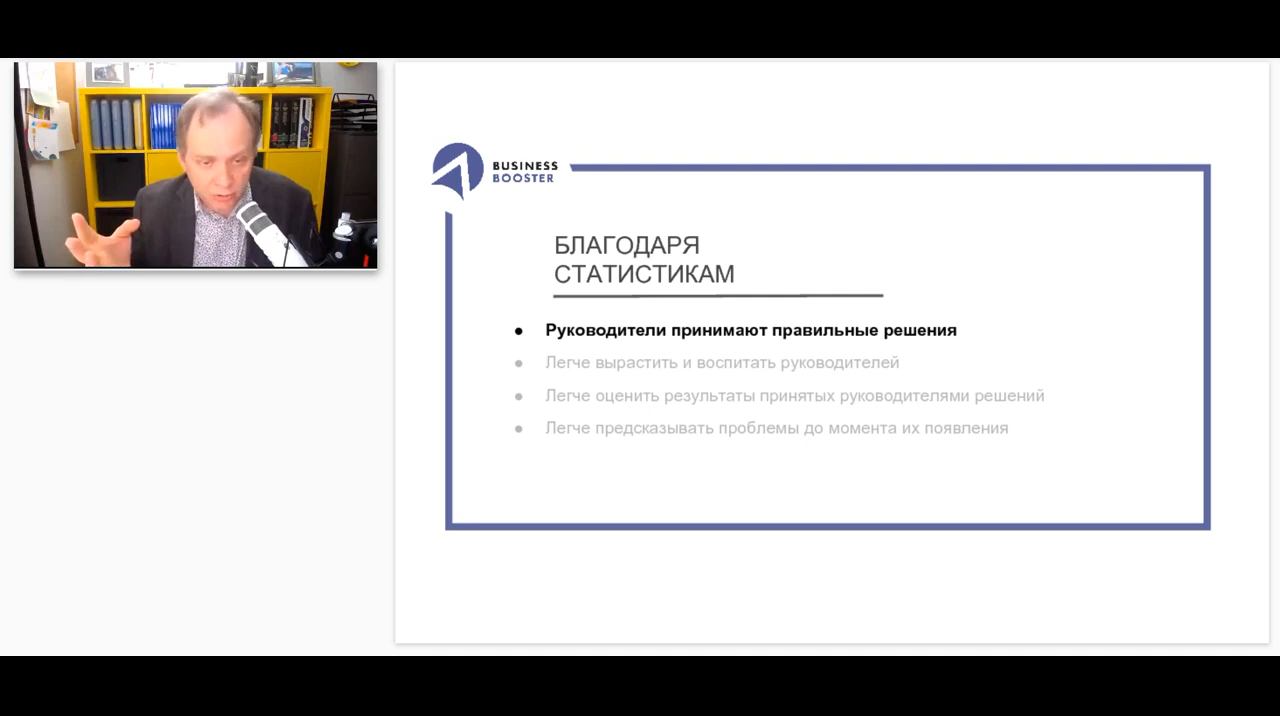 BUSINESS
BOOSTER
БЛАГОДАРЯ
СТАТИСТИКАМ
● Руководители принимают правильные решения
● Легче вырастить и воспитать руководителей
● Легче оценить результаты принятых руководителями решений
● Легче предсказывать проблемы до момента их появления